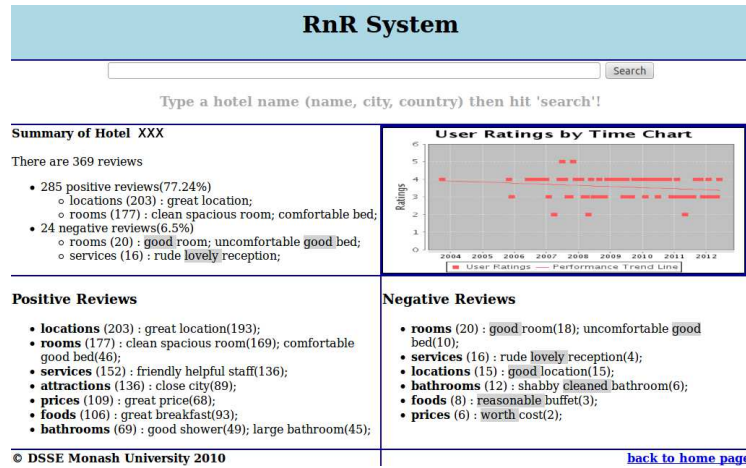 RnR System
Search
Type a hotel name (name, city, country) then hit 'search'!
Summary of Hotel XXX
There are 369 reviews
285 positive reviews(77.24%)
locations (203) : great location;
rooms (177) : clean spacious room; comfortable bed;
24 negative reviews(6.5%)
rooms (20) : good room; uncomfortable good bed;
services (16) : rude lovely reception;
User Ratings by Time Chart
Ratings
6
5
4
3
2
1
0
2004 2005 2006 2007 2008 2009 2010 2011 2012
User Ratings Performance Trend Line
Positive Reviews
locations (203) : great location(193);
rooms (177) : clean spacious room(169); comfortable
good bed(46);
services (152) : friendly helpful staff(136);
attractions (136) : close city(89);
prices (109) : great price(68);
foods (106) : great breakfast(93);
bathrooms (69) : good shower(49); large bathroom(45);
Negative Reviews
rooms (20) : good room(18); uncomfortable good
bed(10);
services (16) : rude lovely reception(4);
locations (15) : good location(15);
bathrooms (12) : shabby cleaned bathroom(6);
foods (8) : reasonable buffet(3);
prices (6) : worth cost(2);
© DSSE Monash University 2010
back to home page